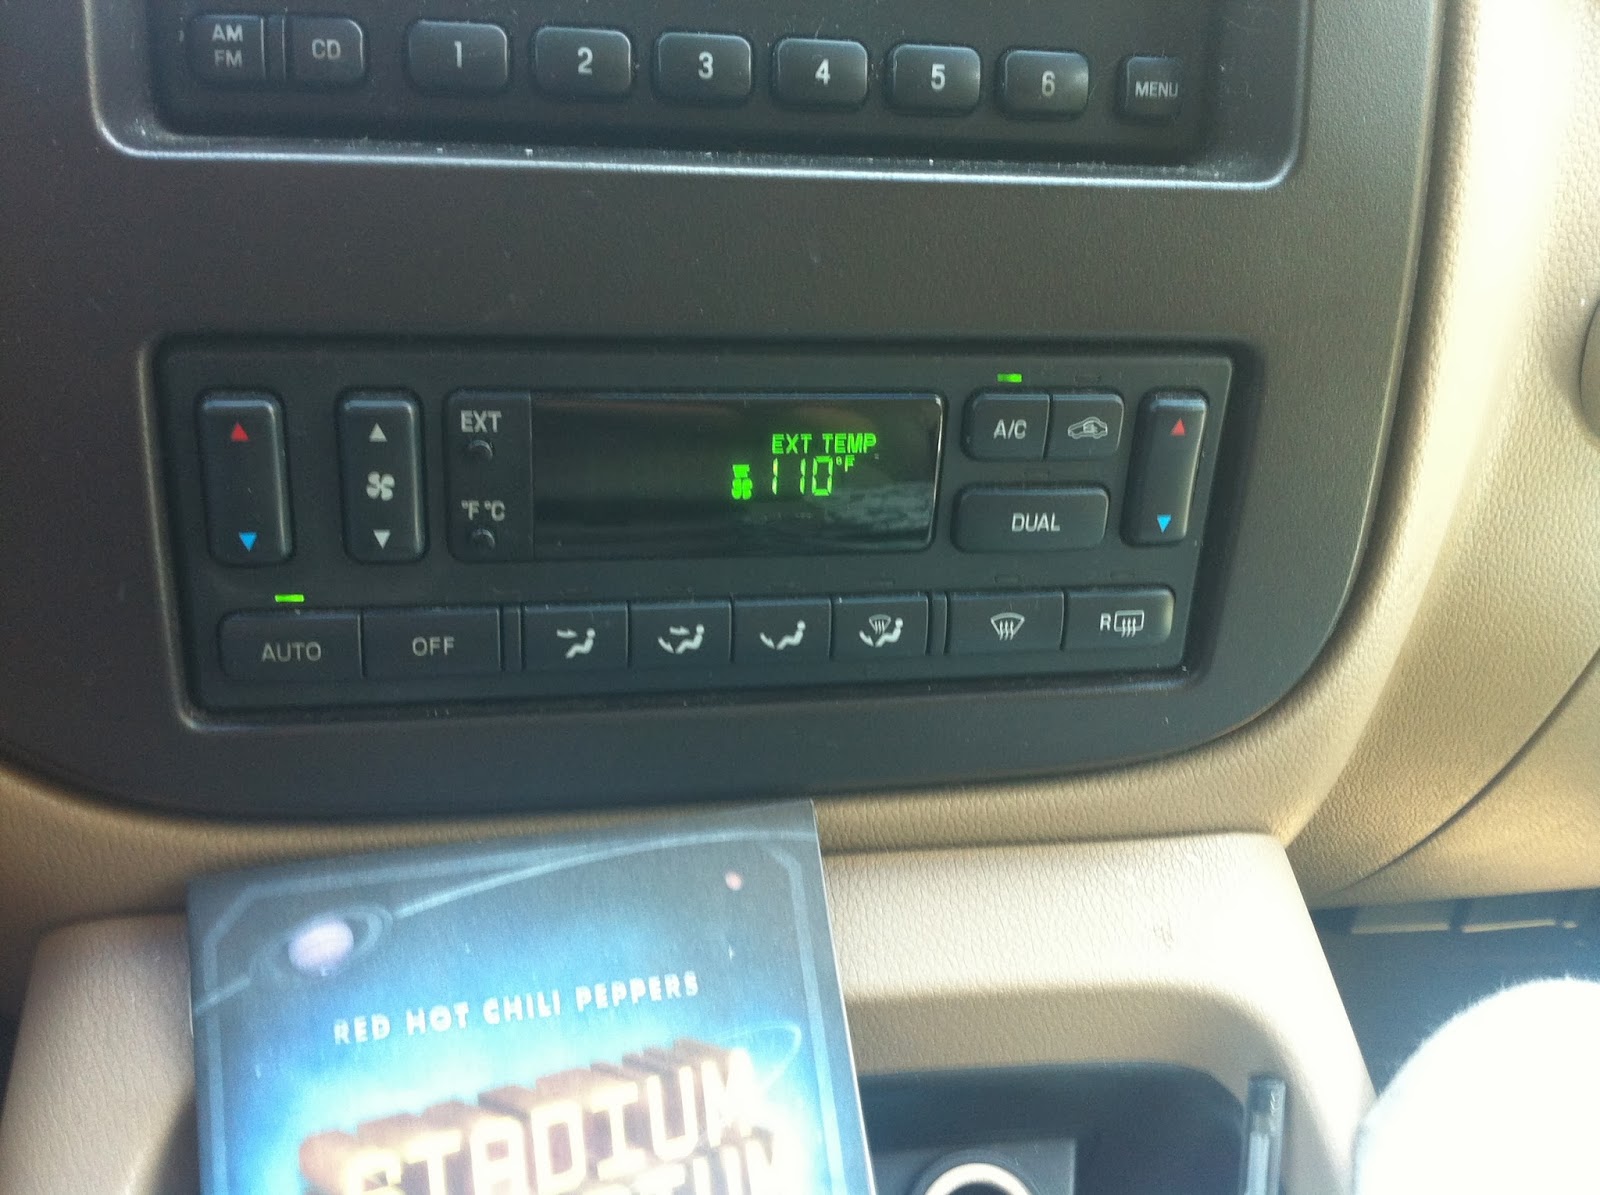 AM
FM
CD
1
2
3
4
5
6
MENU
EXT
°F °C
EXT TEMP
110°F
A/C
DUAL
AUTO
OFF
R
RED HOT CHILI PEPPERS
STADIUM